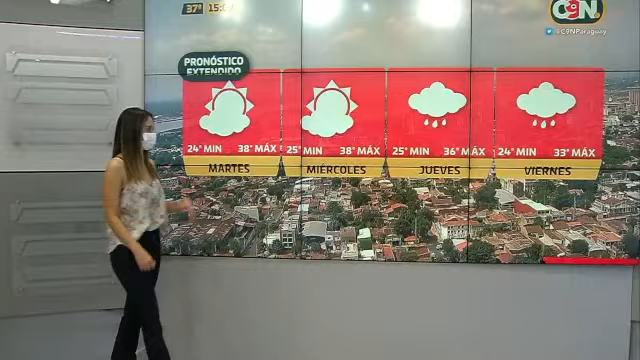 37° 15:02
C9N
@C9NParaguay
PRONÓSTICO
EXTENDIDO
24° MIN 38° MÁX
MARTES
25° MIN 38° MÁX
MIÉRCOLES
25° MIN 36° MÁX
JUEVES
24° MIN 33° MÁX
VIERNES